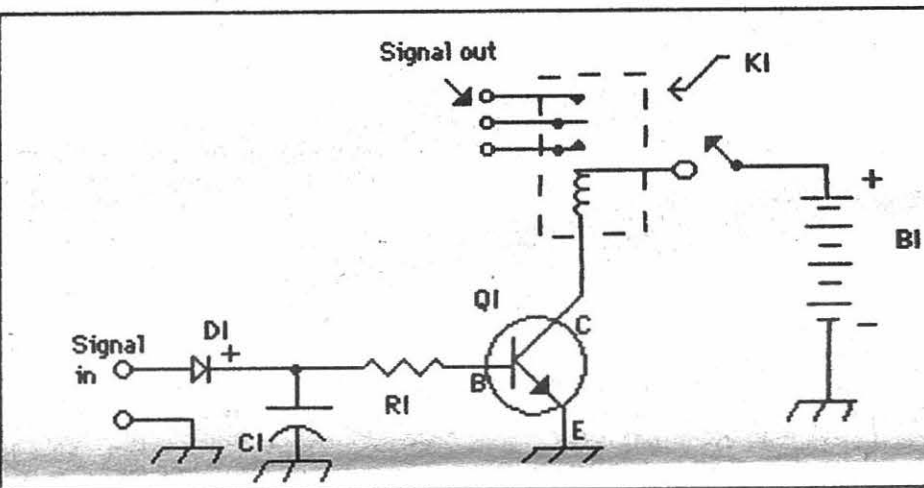 Signal out
K1
+
B1
-
Q1
C
D1
+
Signal
in
B
R1
C1
E